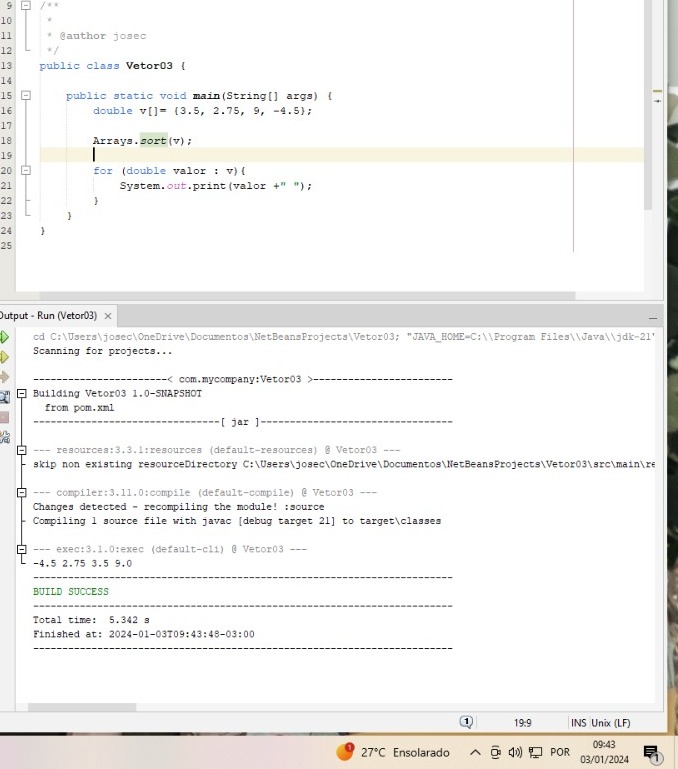 9 /**
10 *
11 * @author josec
12 */
13 public class Vetor03 {
14
15 public static void main(String[] args) {
16 double v[]= {3.5, 2.75, 9, -4.5};
17
18 Arrays.sort(v);
19
20 for (double valor : v){
21 System.out.print(valor +" ");
22 }
23 }
24 }
25
Output - Run (Vetor03) ×
cd C:\Users\josec\OneDrive\Documentos\NetBeansProjects\Vetor03; "JAVA_HOME=C:\\Program Files\\Java\\jdk-21"
Scanning for projects...
-----------------------< com.mycompany:Vetor03 >------------------------
Building Vetor03 1.0-SNAPSHOT
from pom.xml
--------------------------------[ jar ]---------------------------------
--- resources:3.3.1:resources (default-resources) @ Vetor03 ---
skip non existing resourceDirectory C:\Users\josec\OneDrive\Documentos\NetBeansProjects\Vetor03\src\main\re
--- compiler:3.11.0:compile (default-compile) @ Vetor03 ---
Changes detected - recompiling the module! :source
Compiling 1 source file with javac [debug target 21] to target\classes
--- exec:3.1.0:exec (default-cli) @ Vetor03 ---
-4.5 2.75 3.5 9.0
------------------------------------------------------------------------
BUILD SUCCESS
------------------------------------------------------------------------
Total time:  5.342 s
Finished at: 2024-01-03T09:43:48-03:00
------------------------------------------------------------------------
1 19:9 INS Unix (LF)
27°C Ensolarado POR 09:43
03/01/2024 1